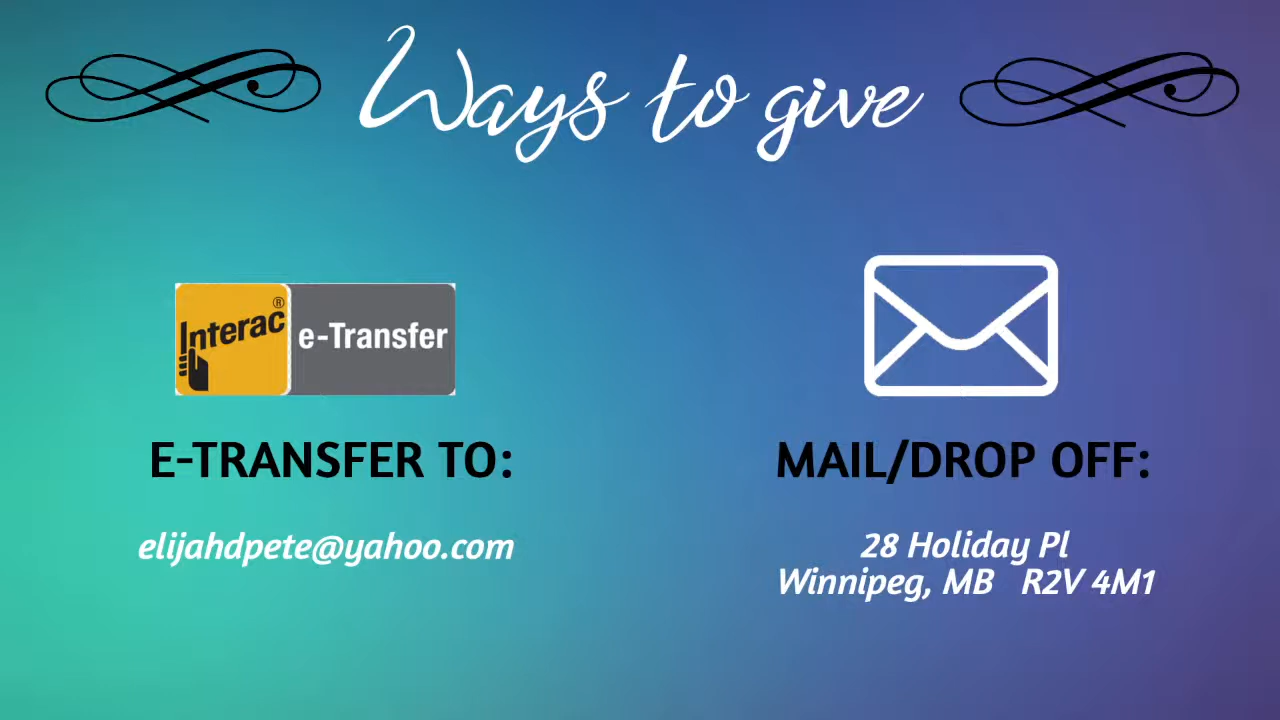 Ways to give
Interac® e-Transfer
E-TRANSFER TO:
elijahdpete@yahoo.com
MAIL/DROP OFF:
28 Holiday Pl
Winnipeg, MB R2V 4M1